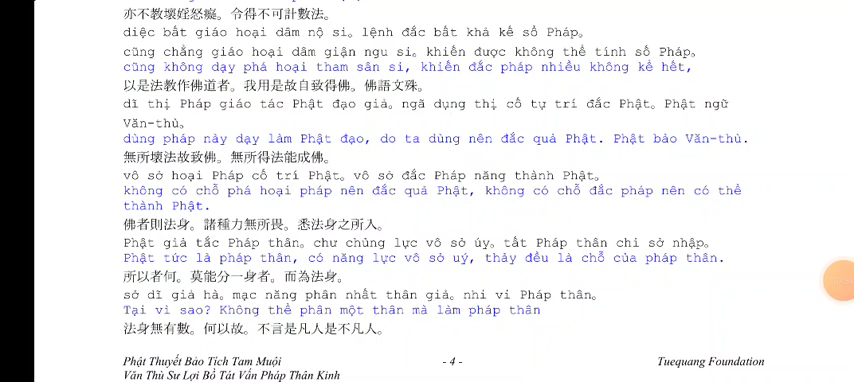 亦不教壞婬怒癡。令得不可計數法。
diệc bất giáo hoại dâm nộ si。lệnh đắc bất khả kế số Pháp。
cũng chẳng giáo hoại dâm giận ngu si。khiến được không thể tính số Pháp。
cũng không dạy phá hoại tham sân si, khiến đắc pháp nhiều không kể hết,
以是法教作佛道者。我用是故自致得佛。佛語文殊。
dĩ thị Pháp giáo tác Phật đạo giả。ngã dụng thị cố tự trí đắc Phật。Phật ngữ
Văn-thù。
dùng pháp này dạy làm Phật đạo, do ta dùng nên đắc quả Phật. Phật bảo Văn-thù.
無所壞法故致佛。無所得法能成佛。
vô sở hoại Pháp cố trí Phật。vô sở đắc Pháp năng thành Phật。
không có chỗ phá hoại pháp nên đắc quả Phật, không có chỗ đắc pháp nên có thể
thành Phật.
佛者則法身。諸種力無所畏。悉法身之所入。
Phật giả tắc Pháp thân。chư chủng lực vô sở úy。tất Pháp thân chi sở nhập。
Phật tức là pháp thân, có năng lực vô sở uý, thảy đều là chỗ của pháp thân.
所以者何。莫能分一身者。而為法身。
sở dĩ giả hà。mạc năng phân nhất thân giả。nhi vi Pháp thân。
Tại vì sao? Không thể phân một thân mà làm pháp thân
法身無有數。何以故。不言是凡人是不凡人。
Phật Thuyết Bảo Tích Tam Muội - 4 - Tuequang Foundation
Văn Thù Sư Lợi Bồ Tát Vấn Pháp Thân Kinh